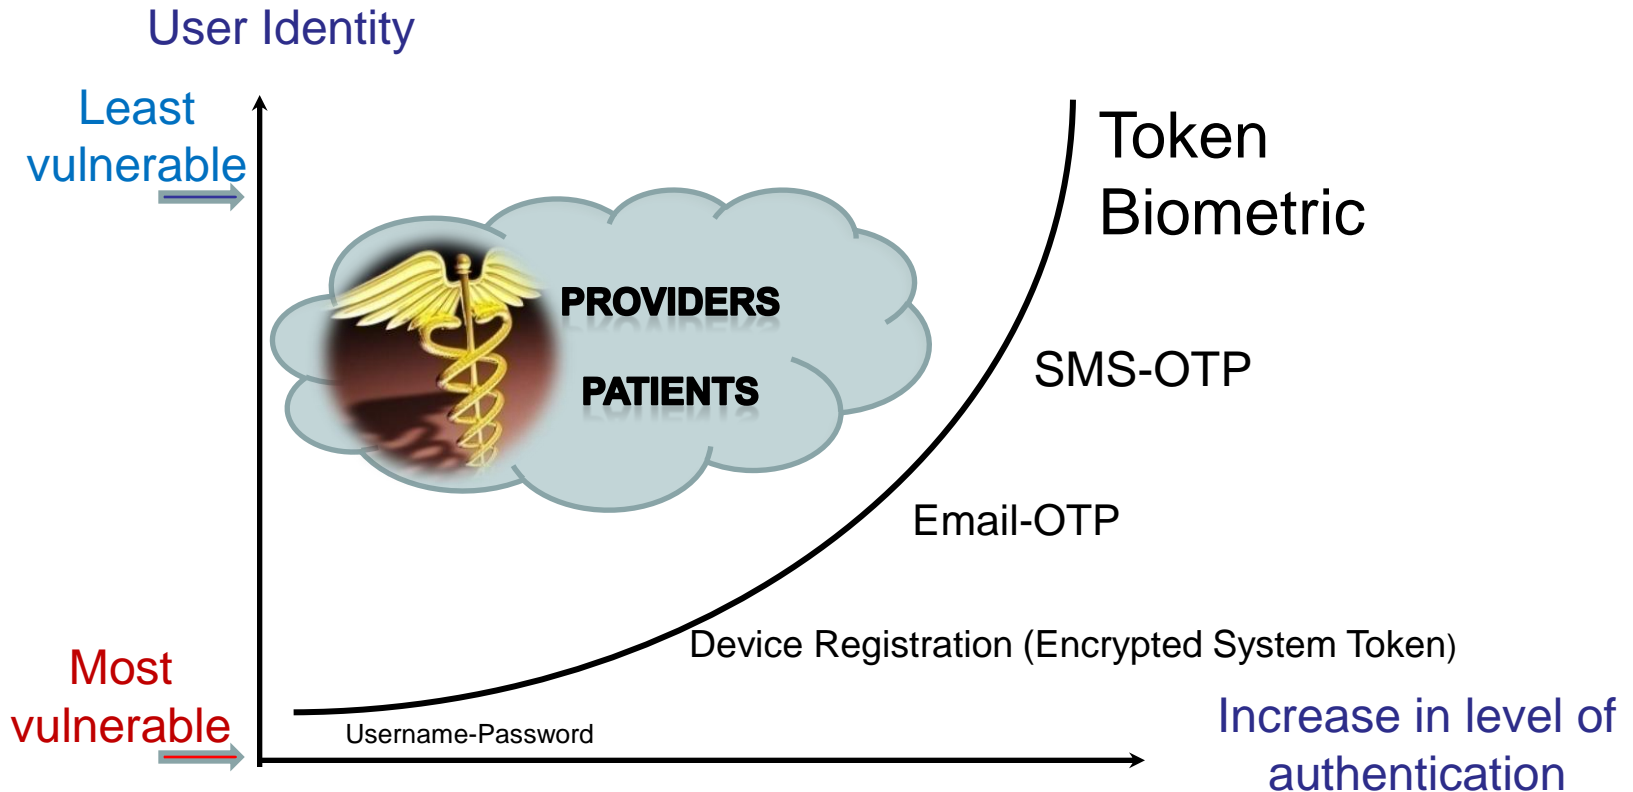 User Identity
Least
vulnerable
Token
Biometric
PROVIDERS
PATIENTS
SMS-OTP
Email-OTP
Device Registration (Encrypted System Token)
Most
vulnerable
Username-Password
Increase in level of
authentication